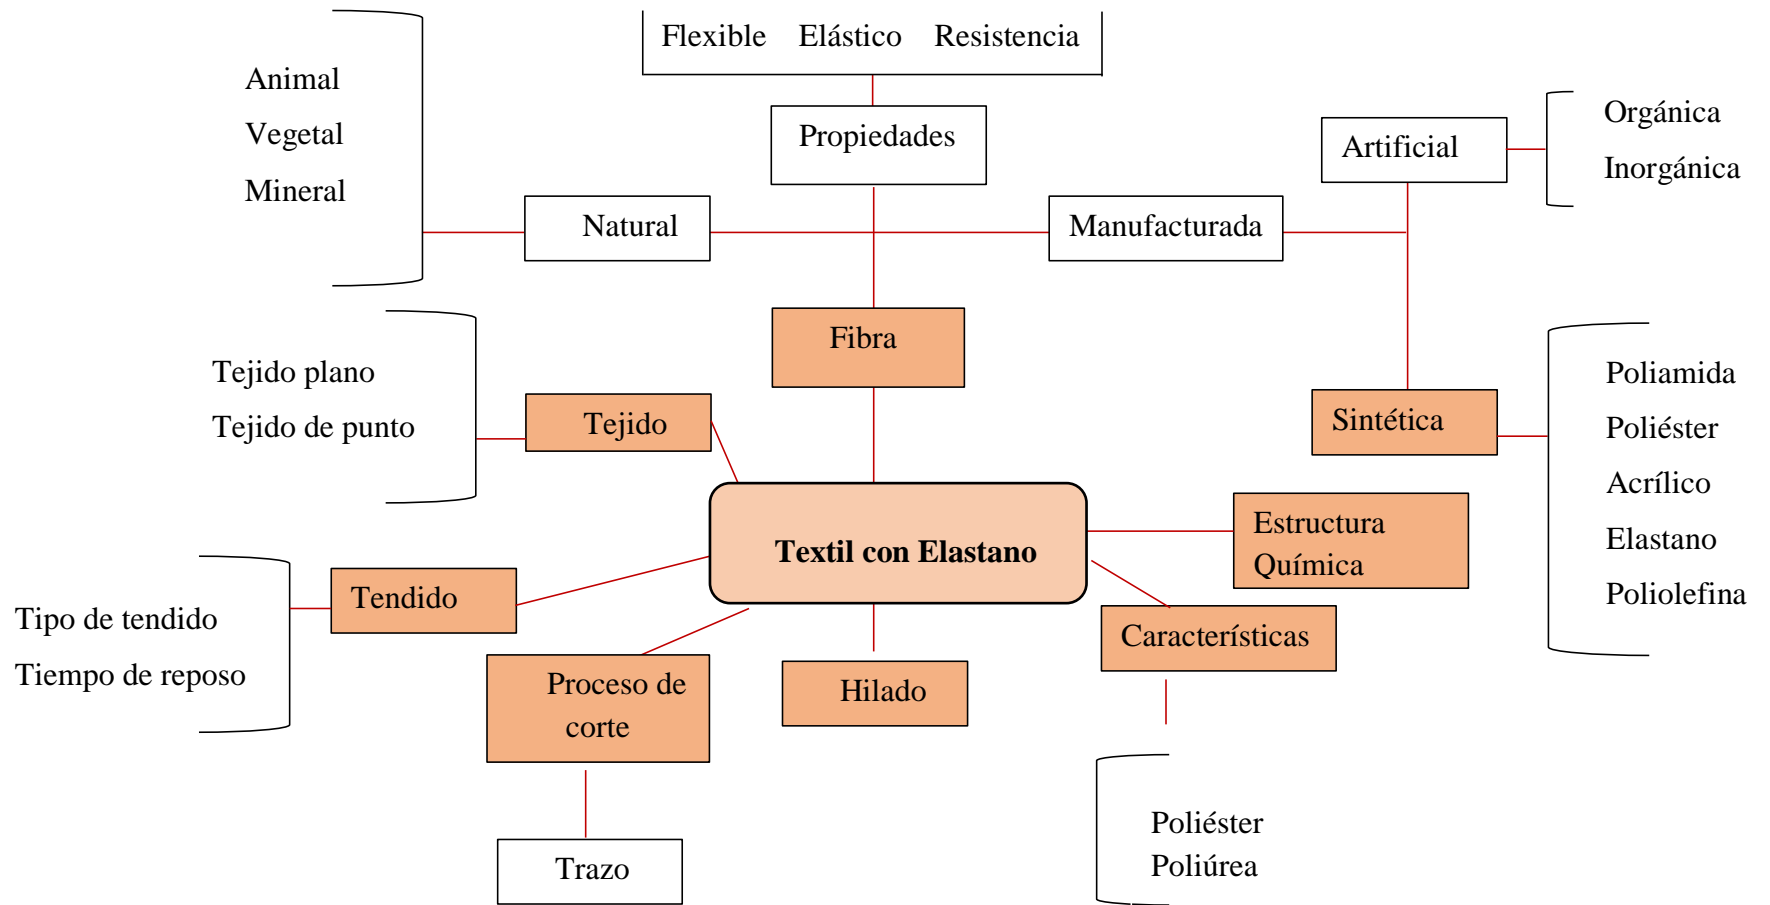 Flexible Elástico Resistencia
Animal
Vegetal
Mineral
Propiedades
Artificial
Orgánica
Inorgánica
Natural
Manufacturada
Fibra
Tejido plano
Tejido de punto
Tejido
Sintética
Poliamida
Poliéster
Acrílico
Elastano
Poliolefina
Textil con Elastano
Estructura
Química
Tendido
Tipo de tendido
Tiempo de reposo
Características
Proceso de
corte
Hilado
Trazo
Poliéster
Poliúrea